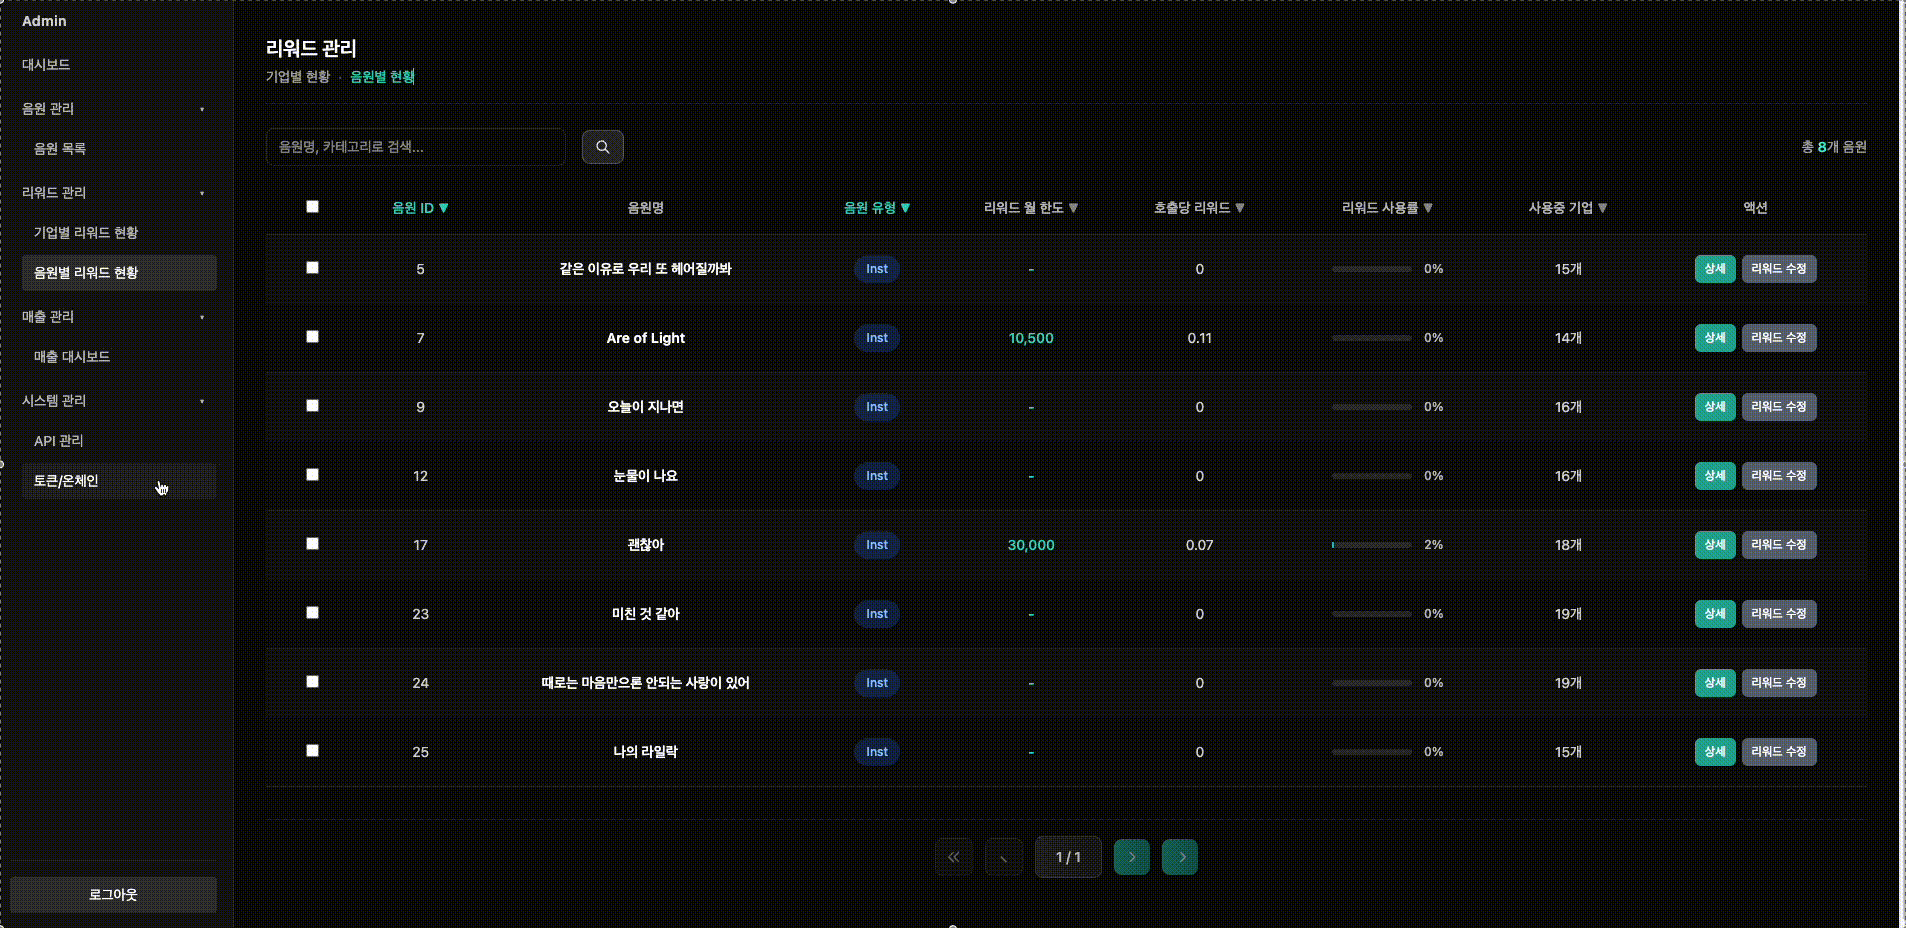 Admin
대시보드
음원 관리 ▾
음원 목록
리워드 관리 ▾
기업별 리워드 현황
음원별 리워드 현황
매출 관리 ▾
매출 대시보드
시스템 관리 ▾
API 관리
토큰/온체인
로그아웃
리워드 관리
기업별 현황 · 음원별 현황
음원명, 카테고리로 검색...
총 8개 음원
음원 ID ▼ 음원명 음원 유형 ▼ 리워드 월 한도 ▼ 호출당 리워드 ▼ 리워드 사용률 ▼ 사용중 기업 ▼ 액션
5 같은 이유로 우리 또 헤어질까봐 Inst - 0 0% 15개 상세 리워드 수정
7 Are of Light Inst 10,500 0.11 0% 14개 상세 리워드 수정
9 오늘이 지나면 Inst - 0 0% 16개 상세 리워드 수정
12 눈물이 나요 Inst - 0 0% 16개 상세 리워드 수정
17 괜찮아 Inst 30,000 0.07 2% 18개 상세 리워드 수정
23 미친 것 같아 Inst - 0 0% 19개 상세 리워드 수정
24 때로는 마음만으론 안되는 사랑이 있어 Inst - 0 0% 19개 상세 리워드 수정
25 나의 라일락 Inst - 0 0% 15개 상세 리워드 수정
1 / 1